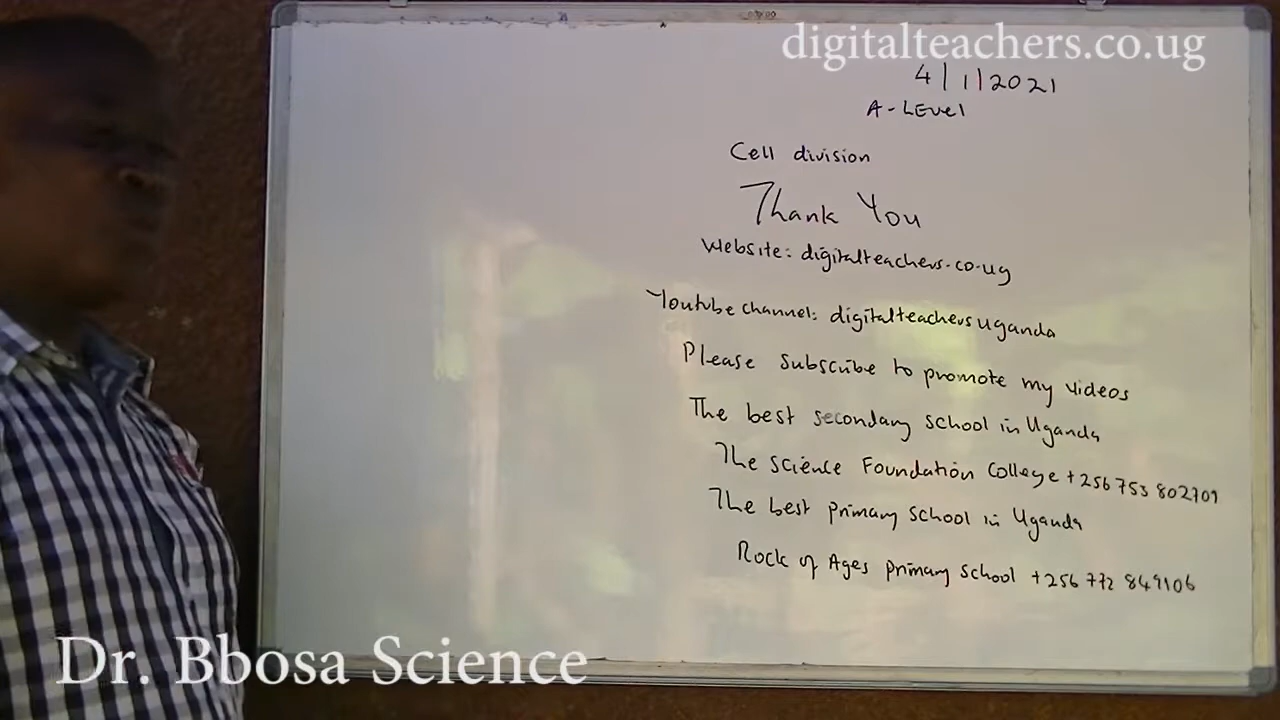 digitalteachers.co.ug
4/1/2021
A-Level
Cell division
Thank You
Website: digitalteachers.co.ug
Youtube channel: digitalteachersuganda
Please subscribe to promote my videos
The best secondary school in Uganda
The science Foundation College +256 753 802709
The best primary school in Uganda
Rock of Ages primary school +256 772 849106
Dr. Bbosa Science